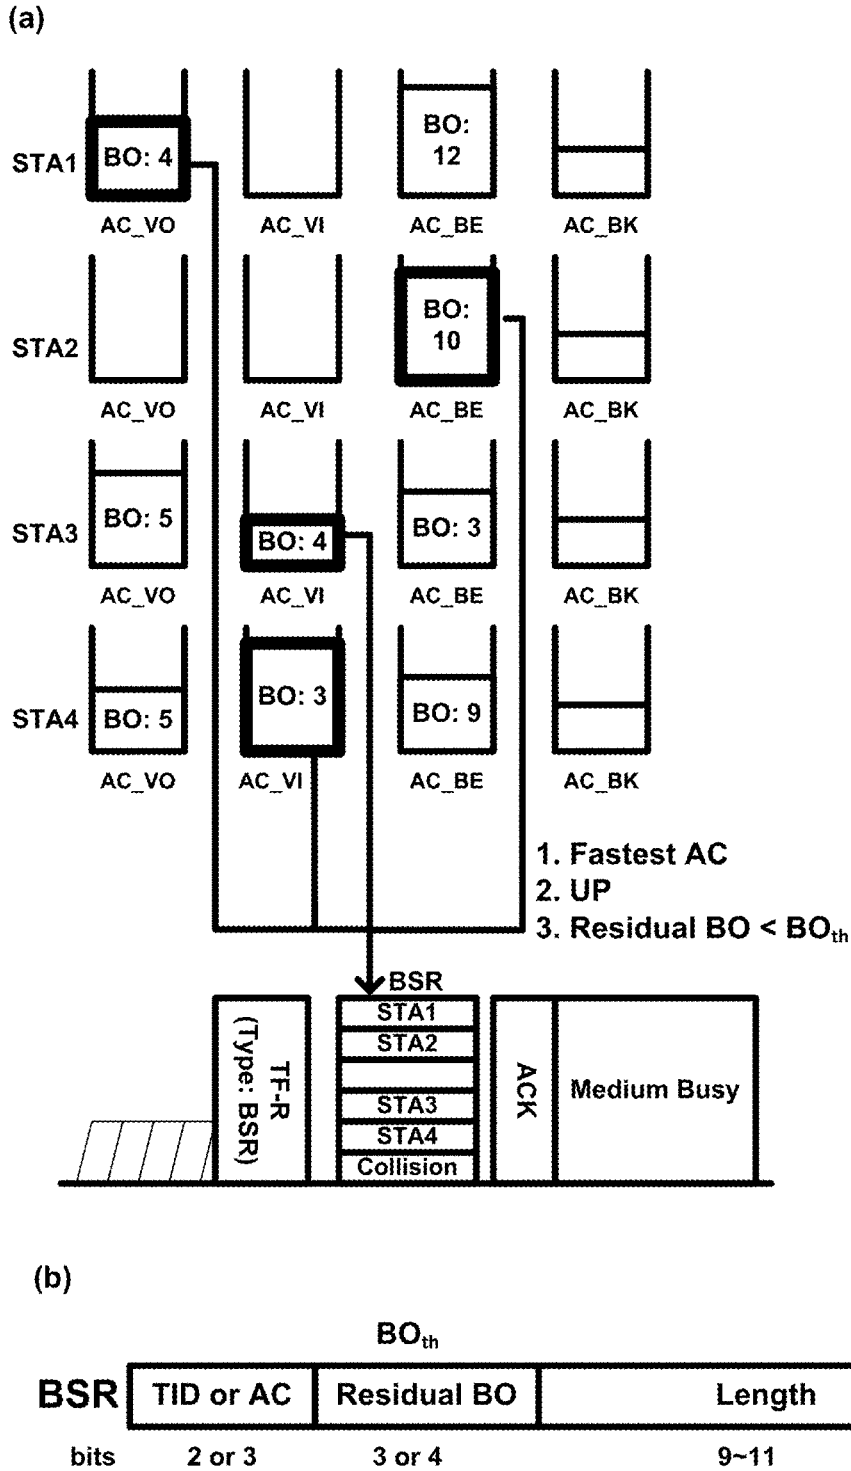 (a)
STA1
BO: 4
BO:
12
AC_VO
AC_VI
AC_BE
AC_BK
STA2
BO:
10
AC_VO
AC_VI
AC_BE
AC_BK
STA3
BO: 5
BO: 4
BO: 3
AC_VO
AC_VI
AC_BE
AC_BK
STA4
BO: 5
BO: 3
BO: 9
AC_VO
AC_VI
AC_BE
AC_BK
1. Fastest AC
2. UP
3. Residual BO < BOth
BSR
TF-R
(Type: BSR)
STA1
STA2
STA3
STA4
Collision
ACK
Medium Busy
(b)
BOth
BSR
TID or AC
Residual BO
Length
bits
2 or 3
3 or 4
9~11